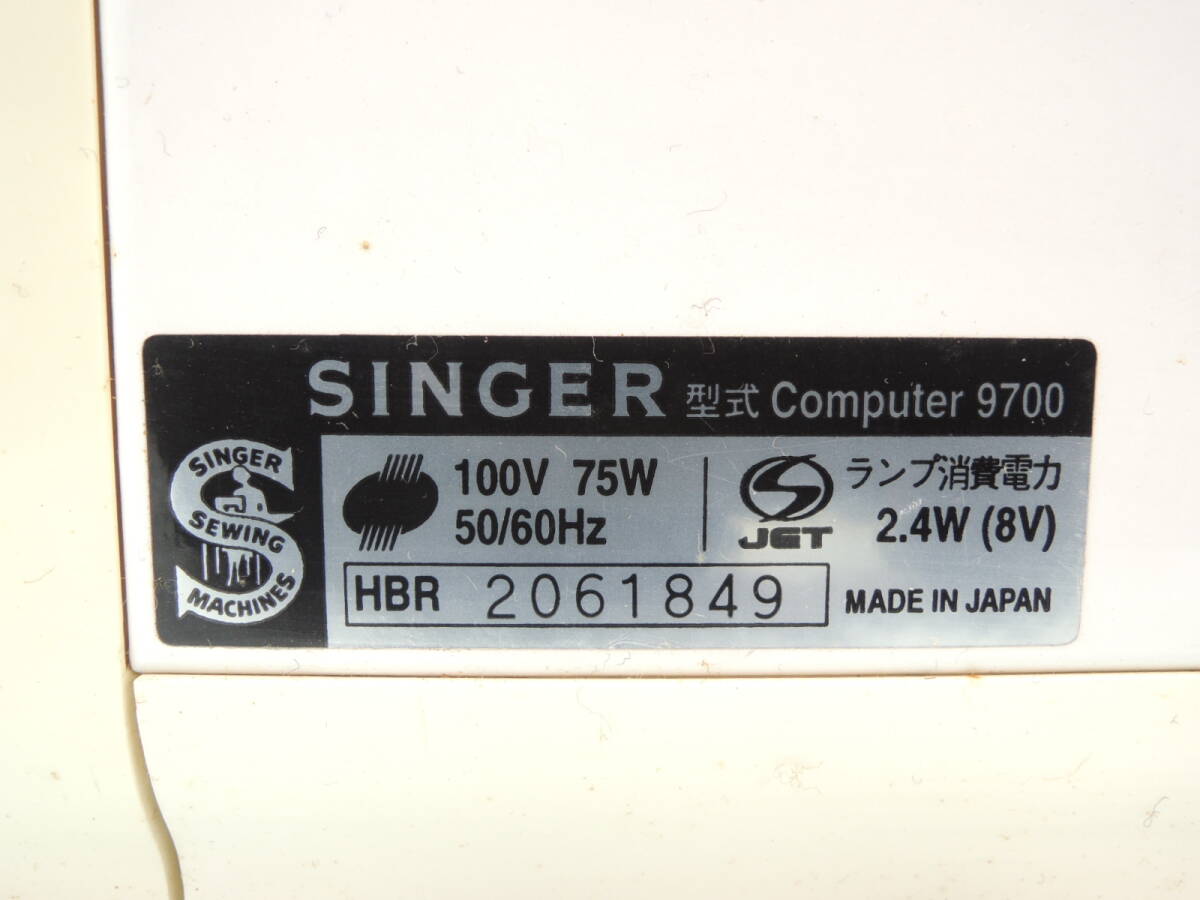 SINGER 型式 Computer 9700
SINGER
SEWING
MACHINES
100V 75W
50/60Hz
JET
ランプ消費電力
2.4W (8V)
HBR 2061849
MADE IN JAPAN